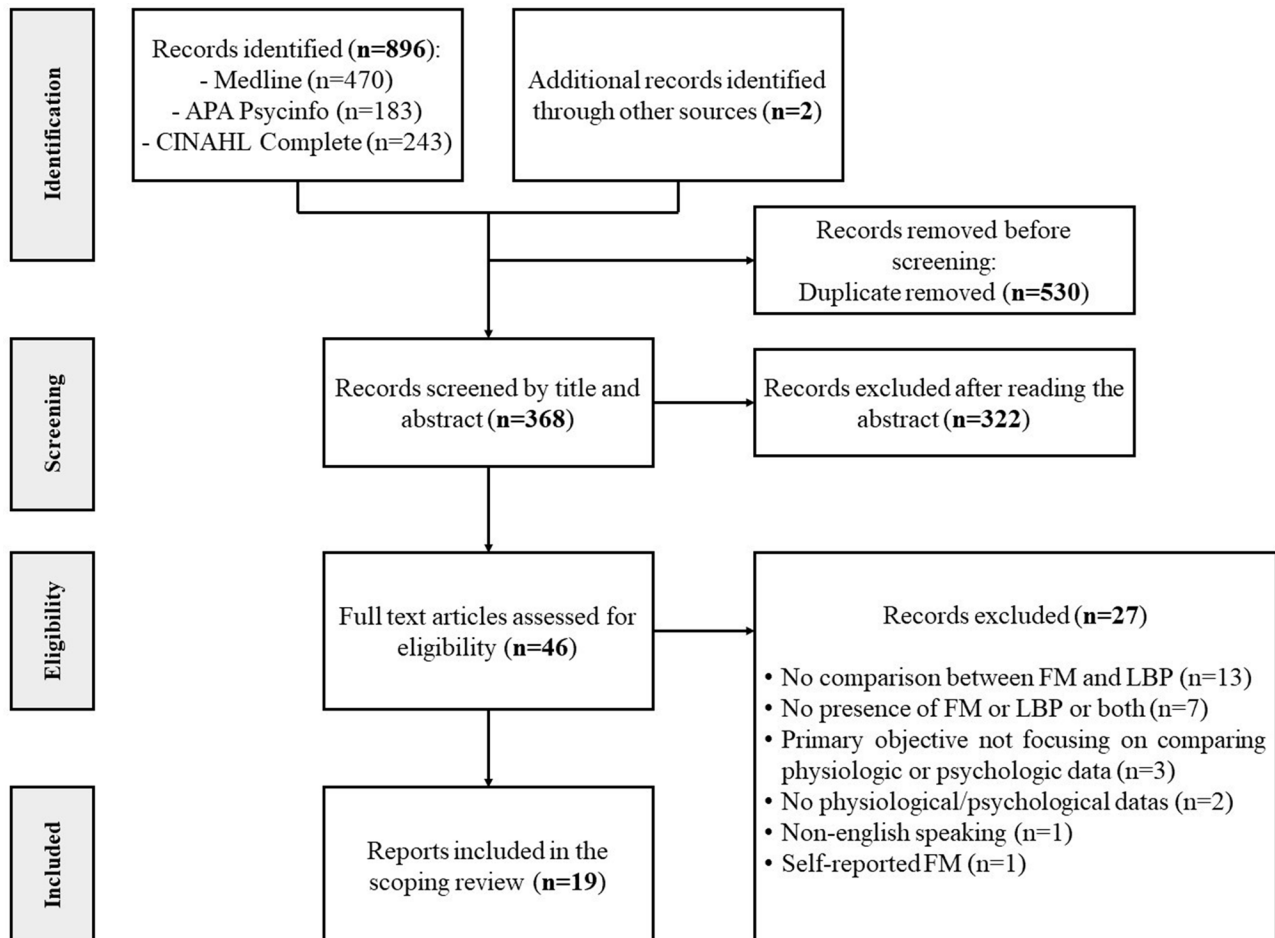 Identification
Records identified (n=896):
- Medline (n=470)
- APA Psycinfo (n=183)
- CINAHL Complete (n=243)
Additional records identified
through other sources (n=2)
Records removed before
screening:
Duplicate removed (n=530)
Screening
Records screened by title and
abstract (n=368)
Records excluded after reading the
abstract (n=322)
Eligibility
Full text articles assessed for
eligibility (n=46)
Records excluded (n=27)
• No comparison between FM and LBP (n=13)
• No presence of FM or LBP or both (n=7)
• Primary objective not focusing on comparing
physiologic or psychologic data (n=3)
• No physiological/psychological datas (n=2)
• Non-english speaking (n=1)
• Self-reported FM (n=1)
Included
Reports included in the
scoping review (n=19)